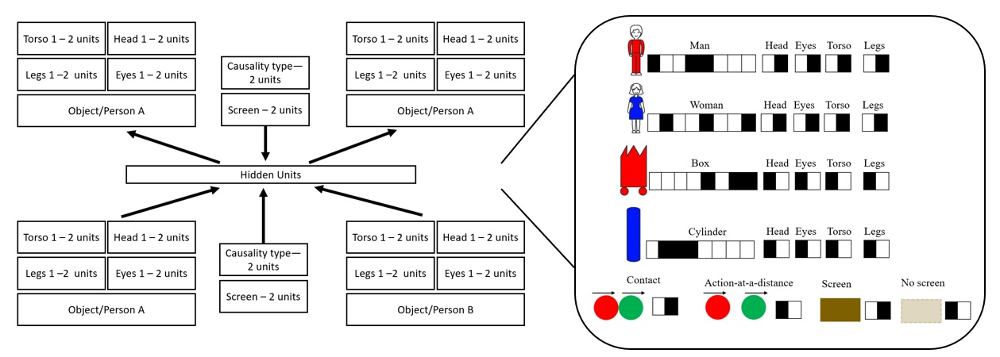 Torso 1 – 2 units
Head 1 – 2 units
Legs 1 –2  units
Eyes 1 – 2 units
Object/Person A
Causality type—
2 units
Screen – 2 units
Torso 1 – 2 units
Head 1 – 2 units
Legs 1 –2  units
Eyes 1 – 2 units
Object/Person A
Hidden Units
Torso 1 – 2 units
Head 1 – 2 units
Legs 1 –2  units
Eyes 1 – 2 units
Object/Person A
Causality type—
2 units
Screen – 2 units
Torso 1 – 2 units
Head 1 – 2 units
Legs 1 –2  units
Eyes 1 – 2 units
Object/Person B
Man Head Eyes Torso Legs
Woman Head Eyes Torso Legs
Box Head Eyes Torso Legs
Cylinder Head Eyes Torso Legs
Contact Action-at-a-distance Screen No screen